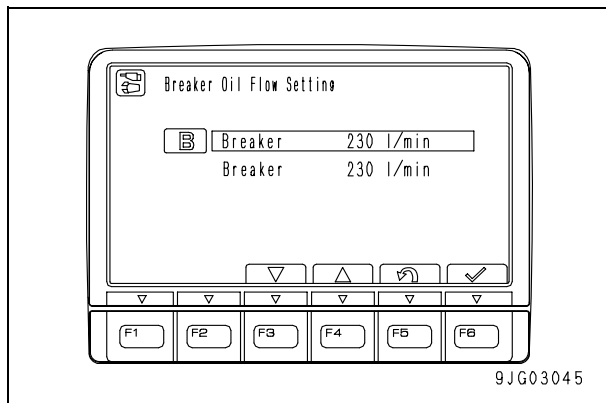 Breaker Oil Flow Setting
B Breaker 230 l/min
Breaker 230 l/min
F1 F2 F3 F4 F5 F6
9JG03045